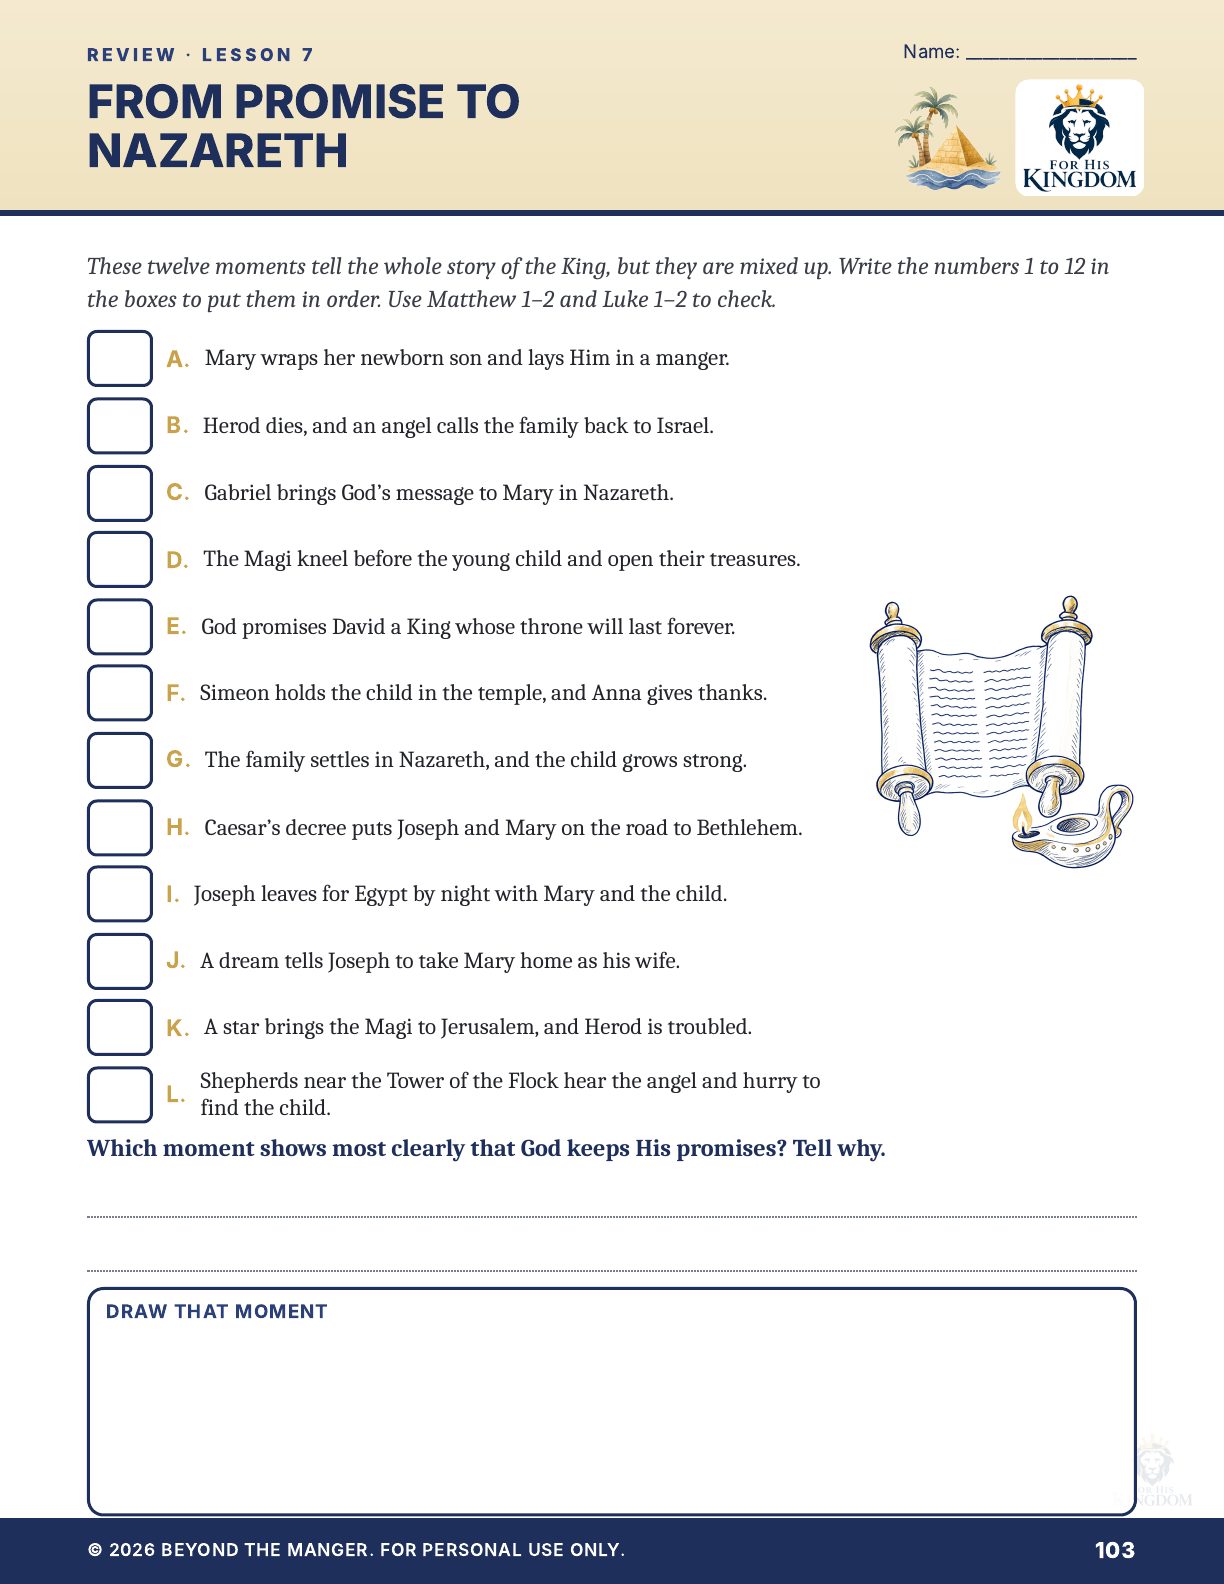 REVIEW · LESSON 7
Name: ___________________
FROM PROMISE TO
NAZARETH
FOR HIS
KINGDOM
These twelve moments tell the whole story of the King, but they are mixed up. Write the numbers 1 to 12 in
the boxes to put them in order. Use Matthew 1–2 and Luke 1–2 to check.
A. Mary wraps her newborn son and lays Him in a manger.
B. Herod dies, and an angel calls the family back to Israel.
C. Gabriel brings God’s message to Mary in Nazareth.
D. The Magi kneel before the young child and open their treasures.
E. God promises David a King whose throne will last forever.
F. Simeon holds the child in the temple, and Anna gives thanks.
G. The family settles in Nazareth, and the child grows strong.
H. Caesar’s decree puts Joseph and Mary on the road to Bethlehem.
I. Joseph leaves for Egypt by night with Mary and the child.
J. A dream tells Joseph to take Mary home as his wife.
K. A star brings the Magi to Jerusalem, and Herod is troubled.
L. Shepherds near the Tower of the Flock hear the angel and hurry to
find the child.
Which moment shows most clearly that God keeps His promises? Tell why.
DRAW THAT MOMENT
FOR HIS
KINGDOM
© 2026 BEYOND THE MANGER. FOR PERSONAL USE ONLY.
103